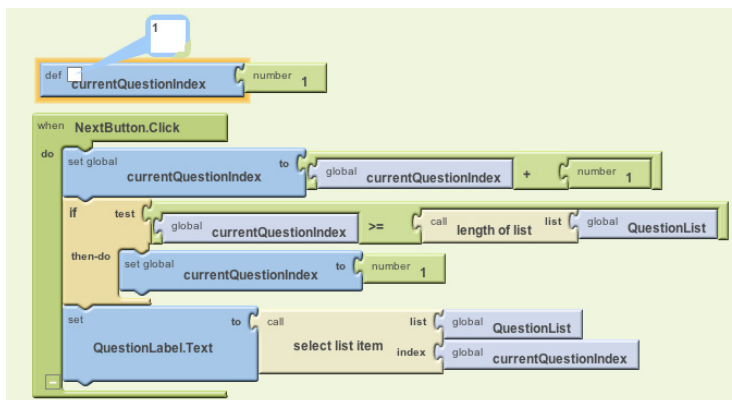 1
def currentQuestionIndex number 1
when NextButton.Click
do set global currentQuestionIndex to global currentQuestionIndex + number 1
if test global currentQuestionIndex >= call length of list list global QuestionList
then-do set global currentQuestionIndex to number 1
set QuestionLabel.Text to call select list item list global QuestionList
index global currentQuestionIndex